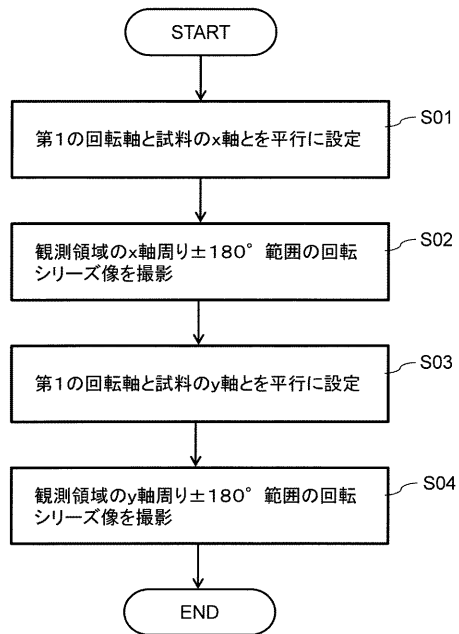 START
S01
第1の回転軸と試料のx軸とを平行に設定
S02
観測領域のx軸周り±180°範囲の回転
シリーズ像を撮影
S03
第1の回転軸と試料のy軸とを平行に設定
S04
観測領域のy軸周り±180°範囲の回転
シリーズ像を撮影
END